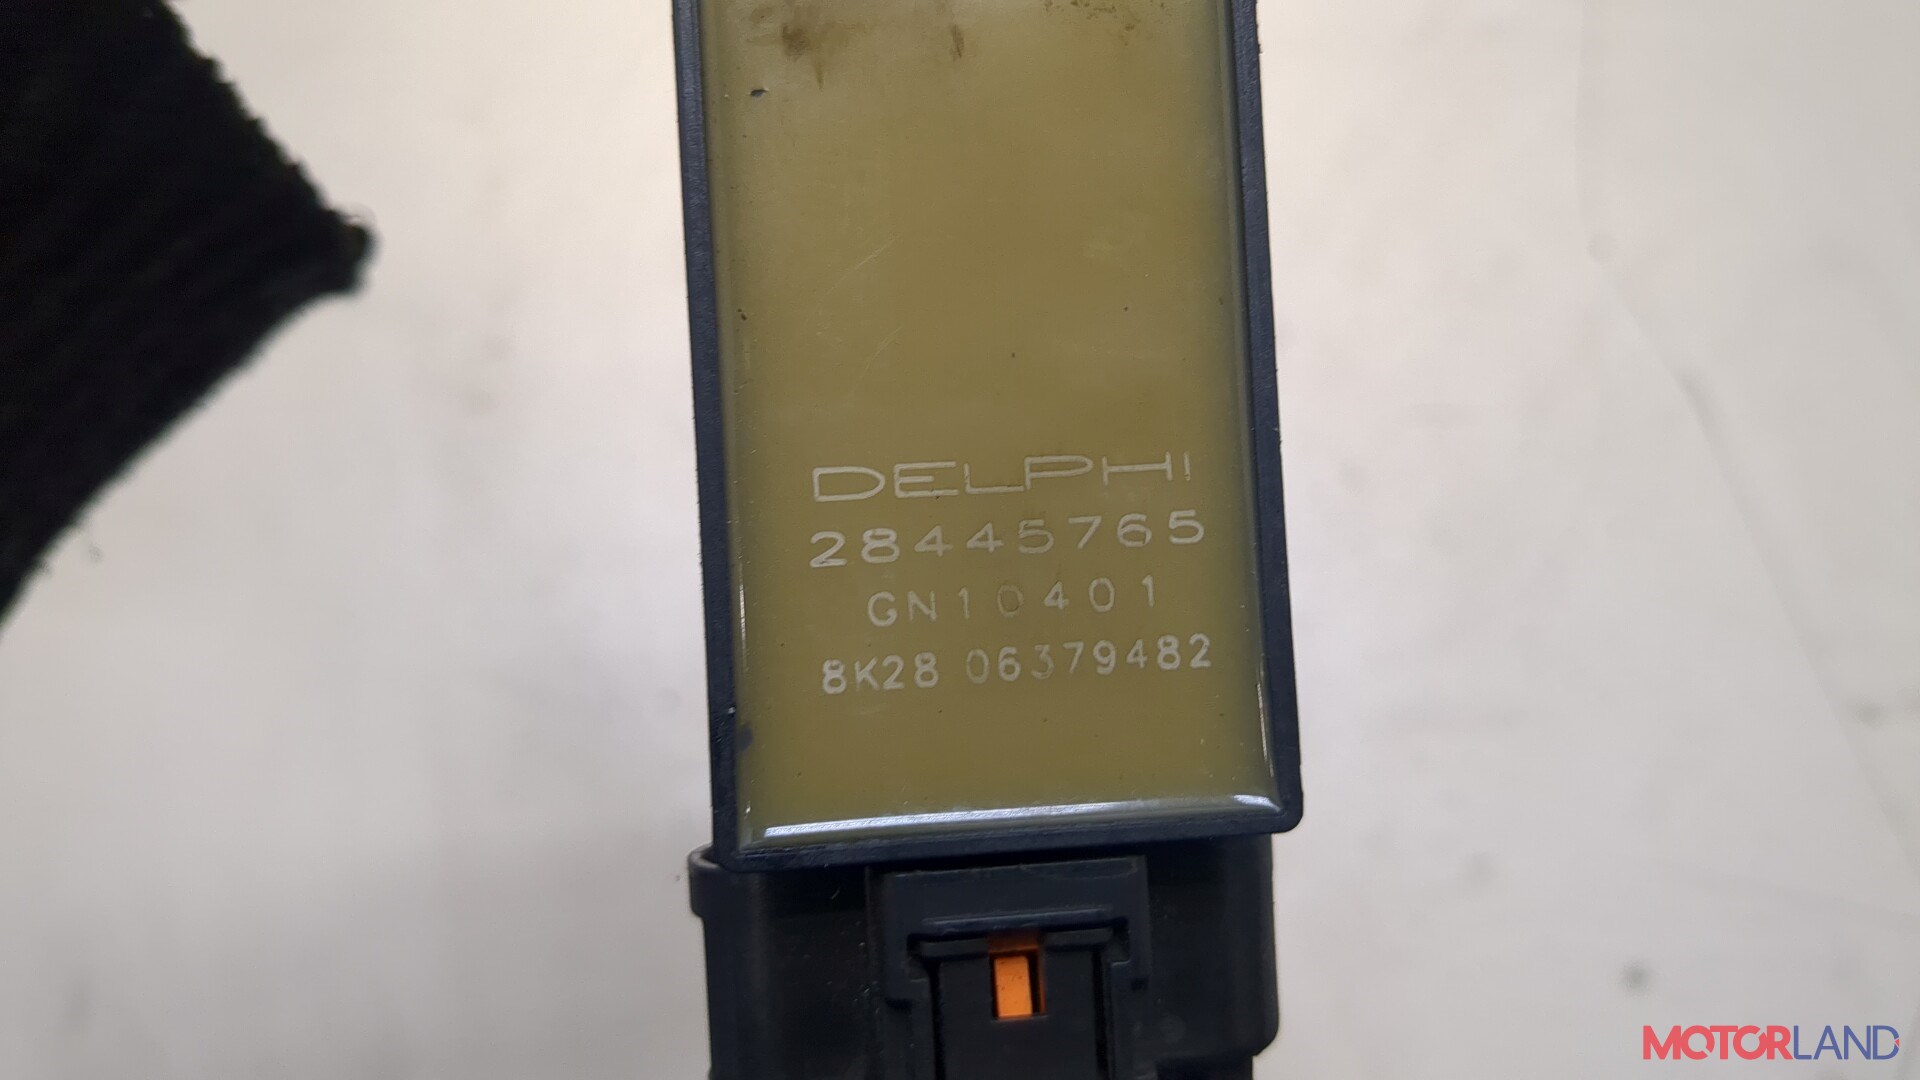 DELPHI
28445765
GN10401
8K28 06379482
MOTORLAND